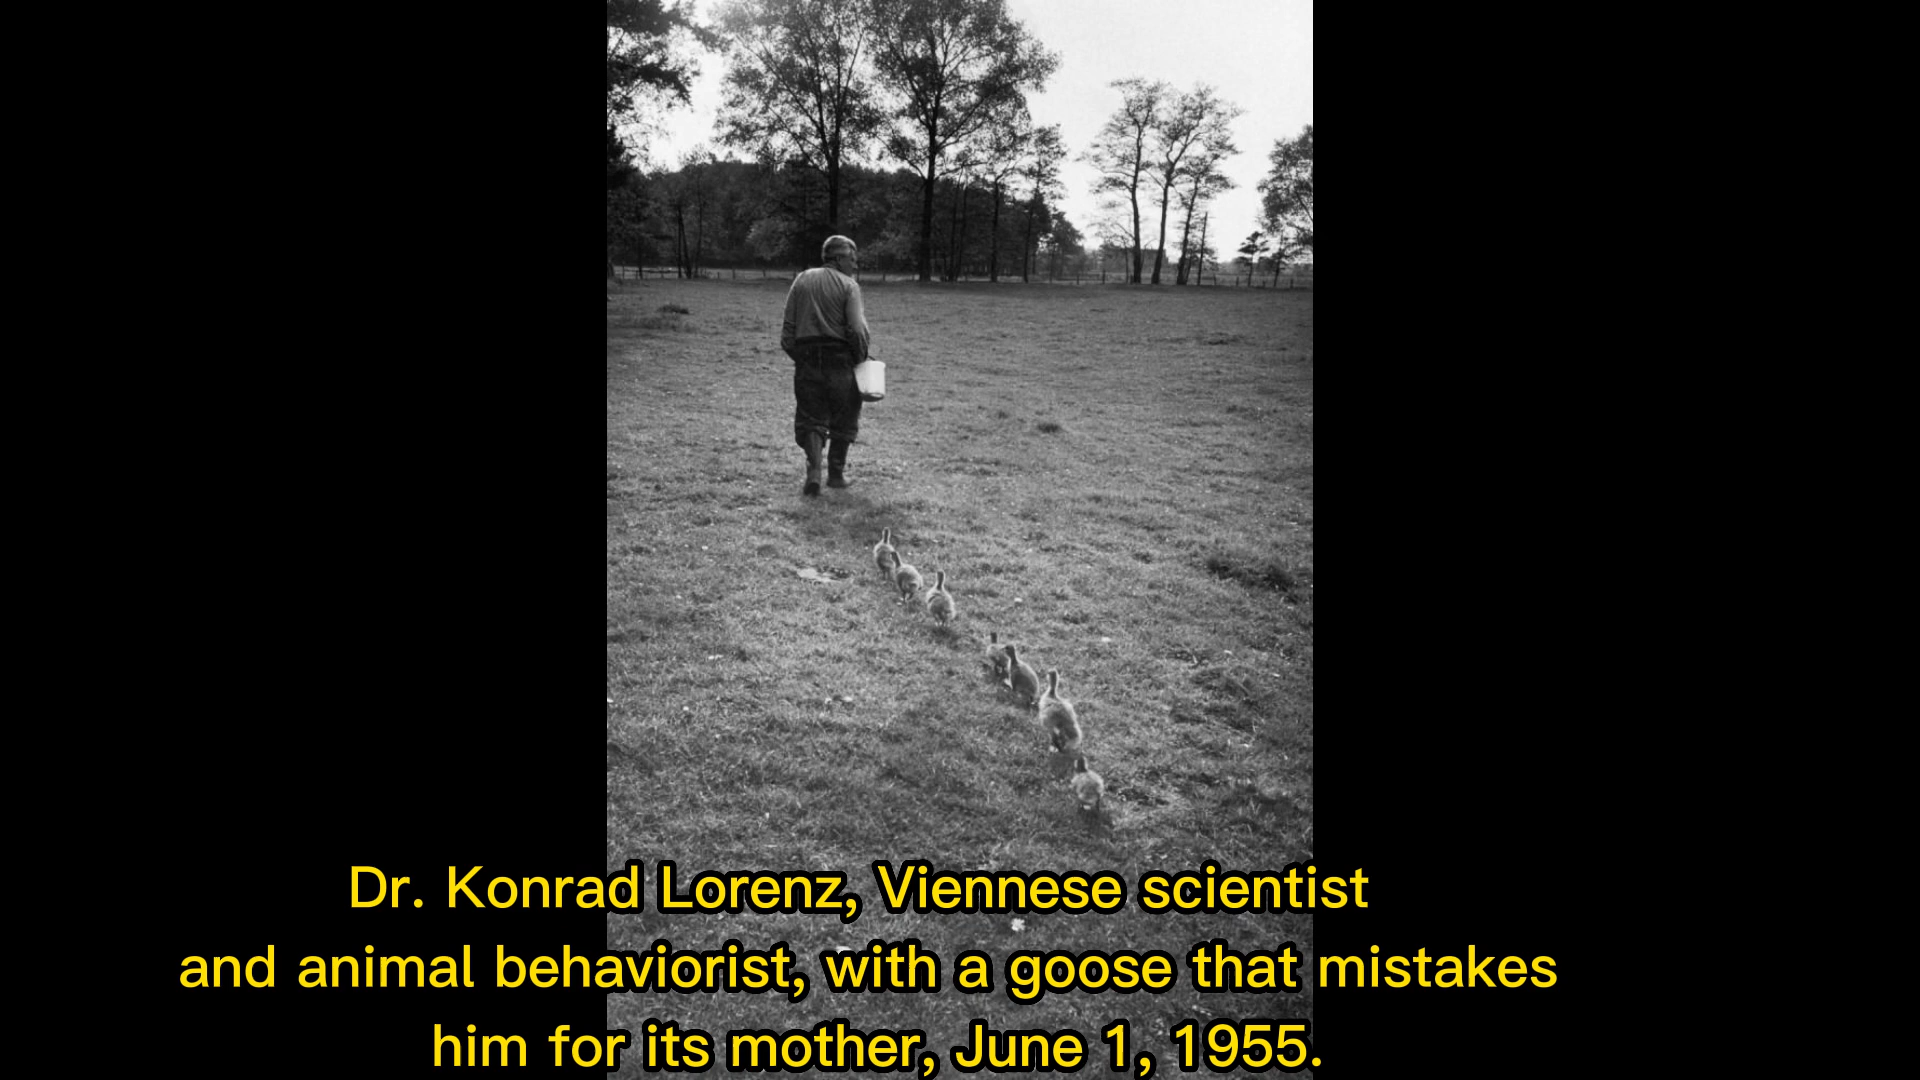 Dr. Konrad Lorenz, Viennese scientist
and animal behaviorist, with a goose that mistakes
him for its mother, June 1, 1955.